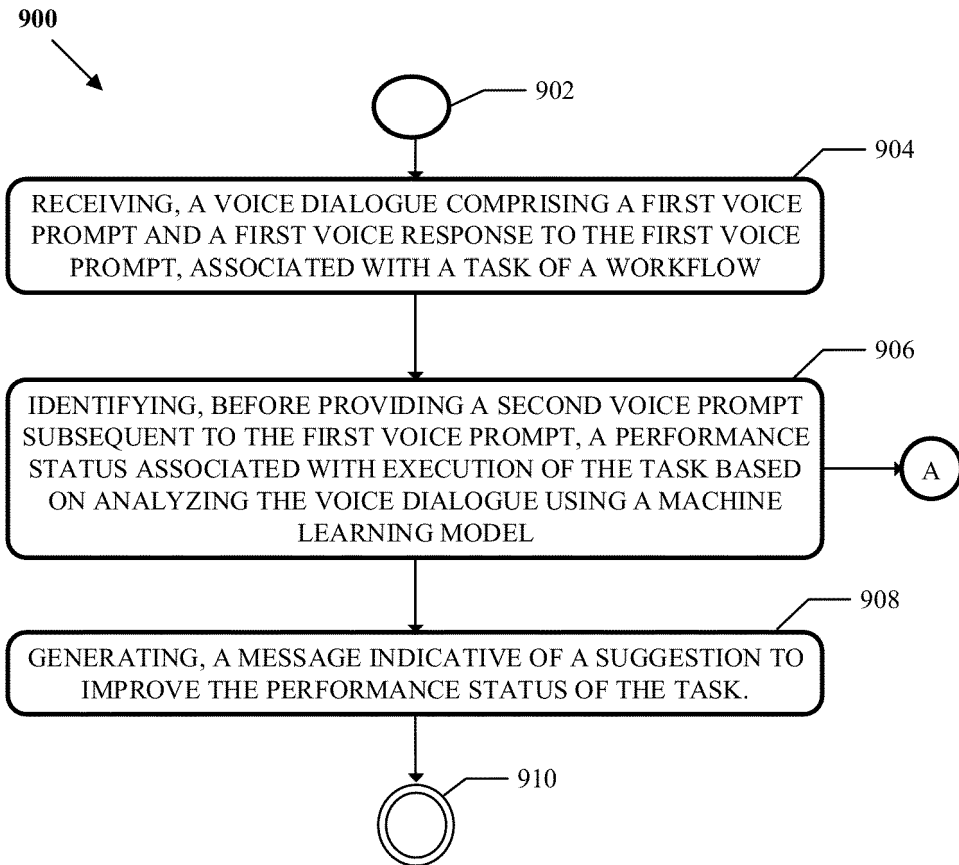 900
902
904
RECEIVING, A VOICE DIALOGUE COMPRISING A FIRST VOICE
PROMPT AND A FIRST VOICE RESPONSE TO THE FIRST VOICE
PROMPT, ASSOCIATED WITH A TASK OF A WORKFLOW
906
IDENTIFYING, BEFORE PROVIDING A SECOND VOICE PROMPT
SUBSEQUENT TO THE FIRST VOICE PROMPT, A PERFORMANCE
STATUS ASSOCIATED WITH EXECUTION OF THE TASK BASED
ON ANALYZING THE VOICE DIALOGUE USING A MACHINE
LEARNING MODEL
A
908
GENERATING, A MESSAGE INDICATIVE OF A SUGGESTION TO
IMPROVE THE PERFORMANCE STATUS OF THE TASK.
910